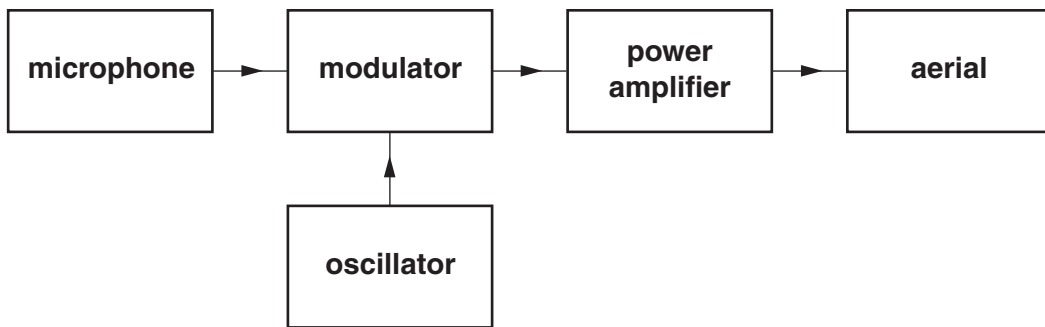 microphone
modulator
power
amplifier
aerial
oscillator